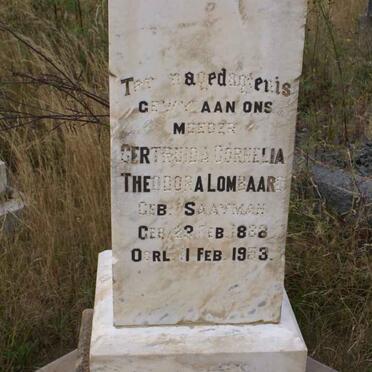 Ter nagedagtenis
GEWY AAN ONS
MOEDER
GERTRUIDA CORNELIA
THEODORA LOMBAARD
GEB. SAAYMAN
GEB. 23 FEB. 1888
OORL. 1 FEB. 1953.